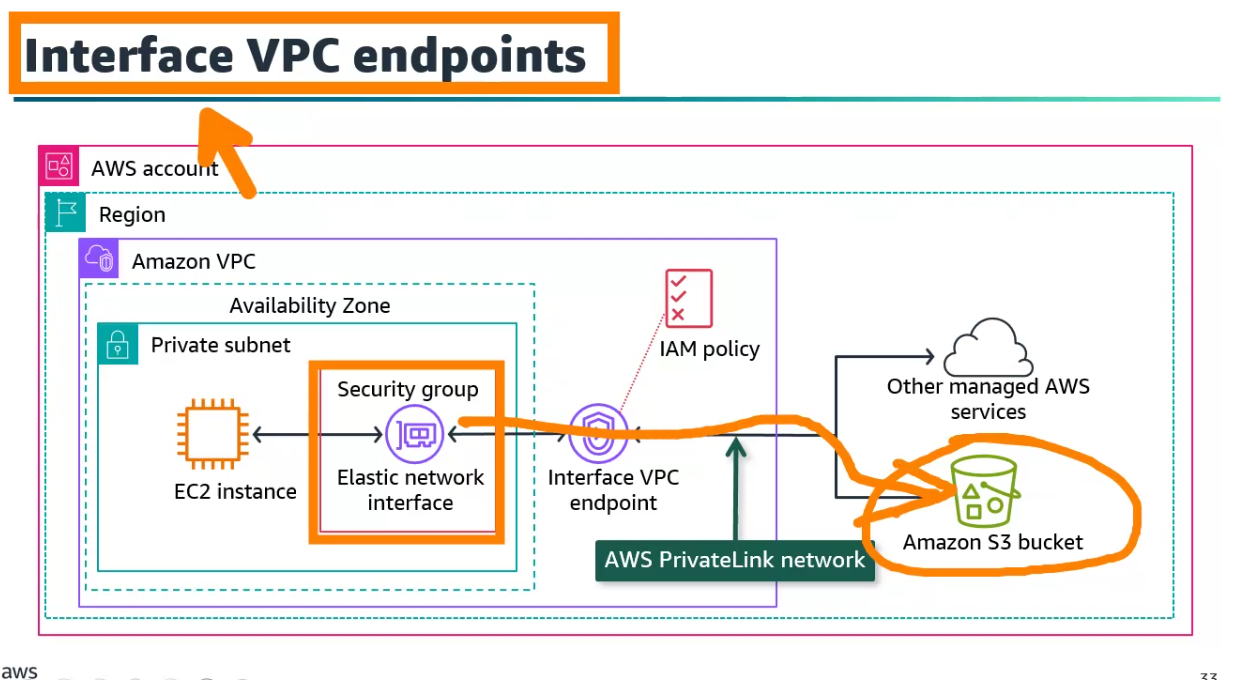 Interface VPC endpoints
AWS account
Region
Amazon VPC
Availability Zone
Private subnet
IAM policy
Security group
Other managed AWS
services
EC2 instance
Elastic network
interface
Interface VPC
endpoint
Amazon S3 bucket
AWS PrivateLink network
aws
33